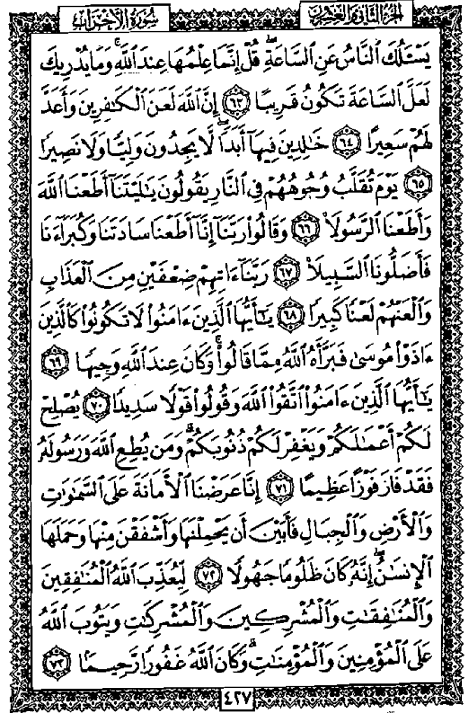 الجزء الثاني والعشرون
سورة الأحزاب
يَسْـَٔلُكَ ٱلنَّاسُ عَنِ ٱلسَّاعَةِ ۖ قُلْ إِنَّمَا عِلْمُهَا عِندَ ٱللَّهِ ۚ وَمَا يُدْرِيكَ
لَعَلَّ ٱلسَّاعَةَ تَكُونُ قَرِيبًا ٦٣ إِنَّ ٱللَّهَ لَعَنَ ٱلْكَـٰفِرِينَ وَأَعَدَّ
لَهُمْ سَعِيرًا ٦٤ خَـٰلِدِينَ فِيهَآ أَبَدًا ۖ لَّا يَجِدُونَ وَلِيًّا وَلَا نَصِيرًا
٦٥ يَوْمَ تُقَلَّبُ وُجُوهُهُمْ فِى ٱلنَّارِ يَقُولُونَ يَـٰلَيْتَنَآ أَطَعْنَا ٱللَّهَ
وَأَطَعْنَا ٱلرَّسُولَا۠ ٦٦ وَقَالُوا۟ رَبَّنَآ إِنَّآ أَطَعْنَا سَادَتَنَا وَكُبَرَآءَنَا
فَأَضَلُّونَا ٱلسَّبِيلَا۠ ٦٧ رَبَّنَآ ءَاتِهِمْ ضِعْفَيْنِ مِنَ ٱلْعَذَابِ
وَٱلْعَنْهُمْ لَعْنًا كَبِيرًا ٦٨ يَـٰٓأَيُّهَا ٱلَّذِينَ ءَامَنُوا۟ لَا تَكُونُوا۟ كَٱلَّذِينَ
ءَاذَوْا۟ مُوسَىٰ فَبَرَّأَهُ ٱللَّهُ مِمَّا قَالُوا۟ ۚ وَكَانَ عِندَ ٱللَّهِ وَجِيهًا ٦٩
يَـٰٓأَيُّهَا ٱلَّذِينَ ءَامَنُوا۟ ٱتَّقُوا۟ ٱللَّهَ وَقُولُوا۟ قَوْلًا سَدِيدًا ٧٠ يُصْلِحْ
لَكُمْ أَعْمَـٰلَكُمْ وَيَغْفِرْ لَكُمْ ذُنُوبَكُمْ ۗ وَمَن يُطِعِ ٱللَّهَ وَرَسُولَهُۥ
فَقَدْ فَازَ فَوْزًا عَظِيمًا ٧١ إِنَّا عَرَضْنَا ٱلْأَمَانَةَ عَلَى ٱلسَّمَـٰوَٰتِ
وَٱلْأَرْضِ وَٱلْجِبَالِ فَأَبَيْنَ أَن يَحْمِلْنَهَا وَأَشْفَقْنَ مِنْهَا وَحَمَلَهَا
ٱلْإِنسَـٰنُ ۖ إِنَّهُۥ كَانَ ظَلُومًا جَهُولًا ٧٢ لِّيُعَذِّبَ ٱللَّهُ ٱلْمُنَـٰفِقِينَ
وَٱلْمُنَـٰفِقَـٰتِ وَٱلْمُشْرِكِينَ وَٱلْمُشْرِكَـٰتِ وَيَتُوبَ ٱللَّهُ
عَلَى ٱلْمُؤْمِنِينَ وَٱلْمُؤْمِنَـٰتِ ۗ وَكَانَ ٱللَّهُ غَفُورًا رَّحِيمًا ٧٣
٤٢٧